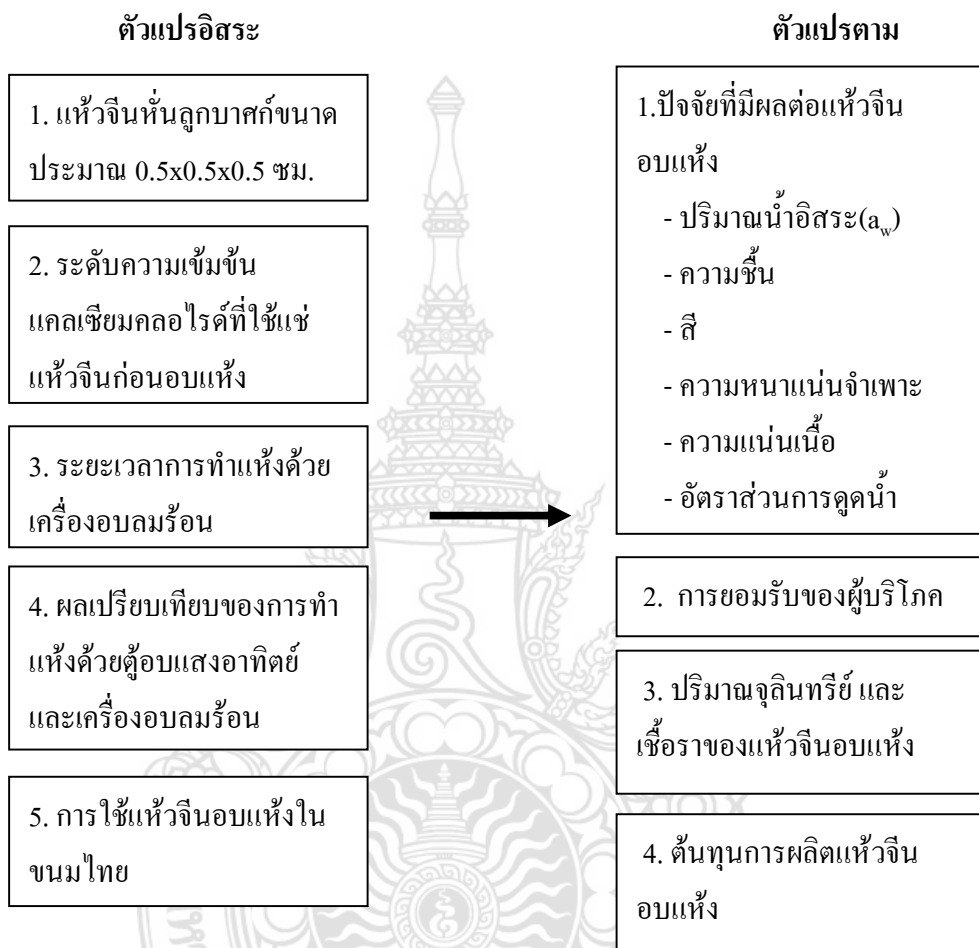 ตัวแปรอิสระ
1. แห้วจีนหั่นลูกบาศก์ขนาด
ประมาณ 0.5x0.5x0.5 ซม.
2. ระดับความเข้มข้น
แคลเซียมคลอไรด์ที่ใช้แช่
แห้วจีนก่อนอบแห้ง
3. ระยะเวลาการทำแห้งด้วย
เครื่องอบลมร้อน
4. ผลเปรียบเทียบของการทำ
แห้งด้วยตู้อบแสงอาทิตย์
และเครื่องอบลมร้อน
5. การใช้แห้วจีนอบแห้งใน
ขนมไทย
ตัวแปรตาม
1.ปัจจัยที่มีผลต่อแห้วจีน
อบแห้ง
- ปริมาณน้ำอิสระ(a_w)
- ความชื้น
- สี
- ความหนาแน่นจำเพาะ
- ความแน่นเนื้อ
- อัตราส่วนการดูดน้ำ
2. การยอมรับของผู้บริโภค
3. ปริมาณจุลินทรีย์ และ
เชื้อราของแห้วจีนอบแห้ง
4. ต้นทุนการผลิตแห้วจีน
อบแห้ง